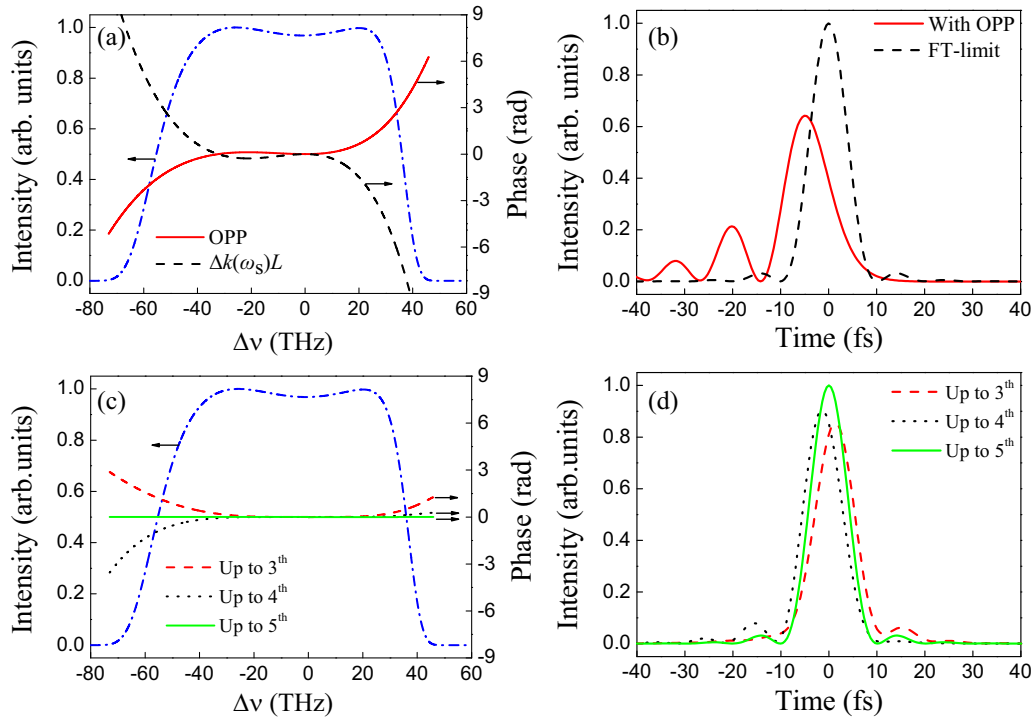 (a)
Intensity (arb. units)
1.0
0.8
0.6
0.4
0.2
0.0
9
6
3
0
-3
-6
-9
Phase (rad)
OPP
Δk(ωS)L
-80 -60 -40 -20 0 20 40 60
Δν (THz)
(b)
With OPP
FT-limit
Intensity (arb. units)
1.0
0.8
0.6
0.4
0.2
0.0
-40 -30 -20 -10 0 10 20 30 40
Time (fs)
(c)
Intensity (arb.units)
1.0
0.8
0.6
0.4
0.2
0.0
9
6
3
0
-3
-6
-9
Phase (rad)
Up to 3th
Up to 4th
Up to 5th
-80 -60 -40 -20 0 20 40 60
Δν (THz)
(d)
Up to 3th
Up to 4th
Up to 5th
Intensity (arb.units)
1.0
0.8
0.6
0.4
0.2
0.0
-40 -30 -20 -10 0 10 20 30 40
Time (fs)